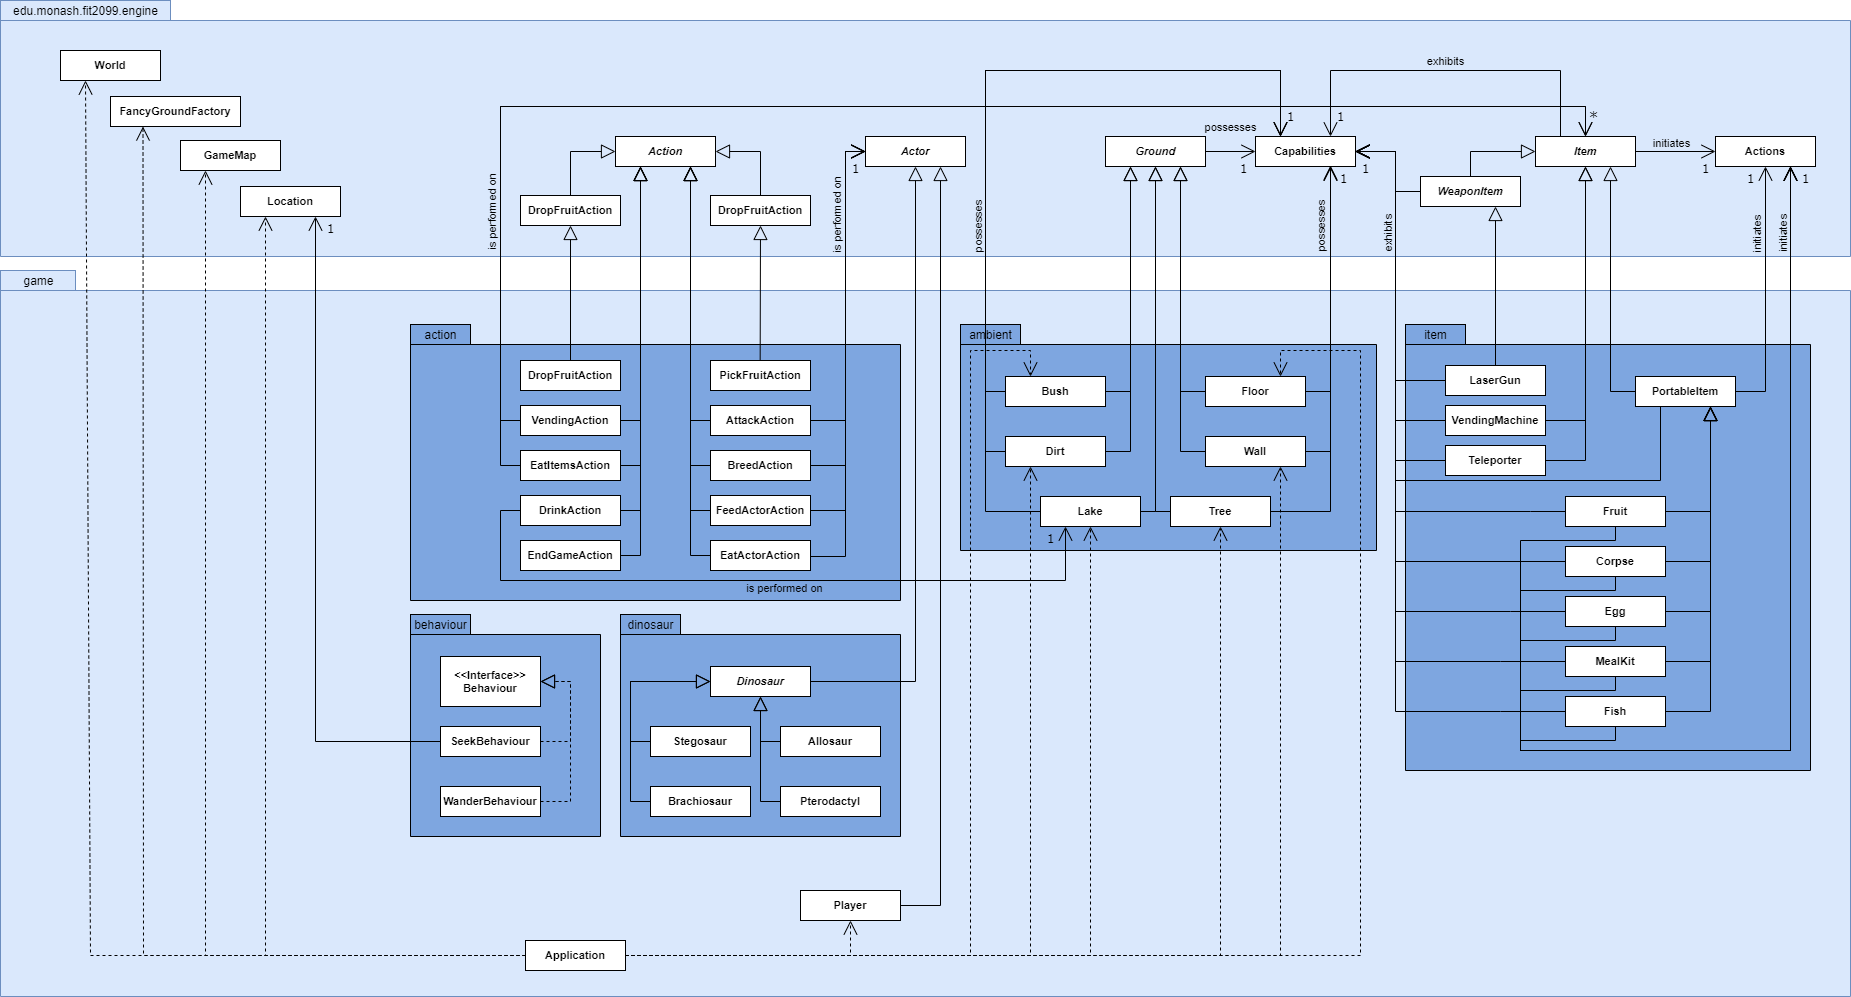 edu.monash.fit2099.engine
World
exhibits
FancyGroundFactory
1
1
*
possesses
GameMap
Action
Actor
Ground
Capabilities
Item
initiates
Actions
1
1
1
1
1
1
1
WeaponItem
Location
DropFruitAction
DropFruitAction
1
is performed on
is performed on
possesses
possesses
exhibits
initiates
initiates
game
action
ambient
item
DropFruitAction
PickFruitAction
Bush
Floor
LaserGun
PortableItem
VendingAction
AttackAction
VendingMachine
EatItemsAction
BreedAction
Dirt
Wall
Teleporter
DrinkAction
FeedActorAction
Lake
Tree
Fruit
1
EndGameAction
EatActorAction
Corpse
is performed on
Egg
behaviour
dinosaur
<<Interface>>
Behaviour
Dinosaur
MealKit
Fish
SeekBehaviour
Stegosaur
Allosaur
WanderBehaviour
Brachiosaur
Pterodactyl
Player
Application